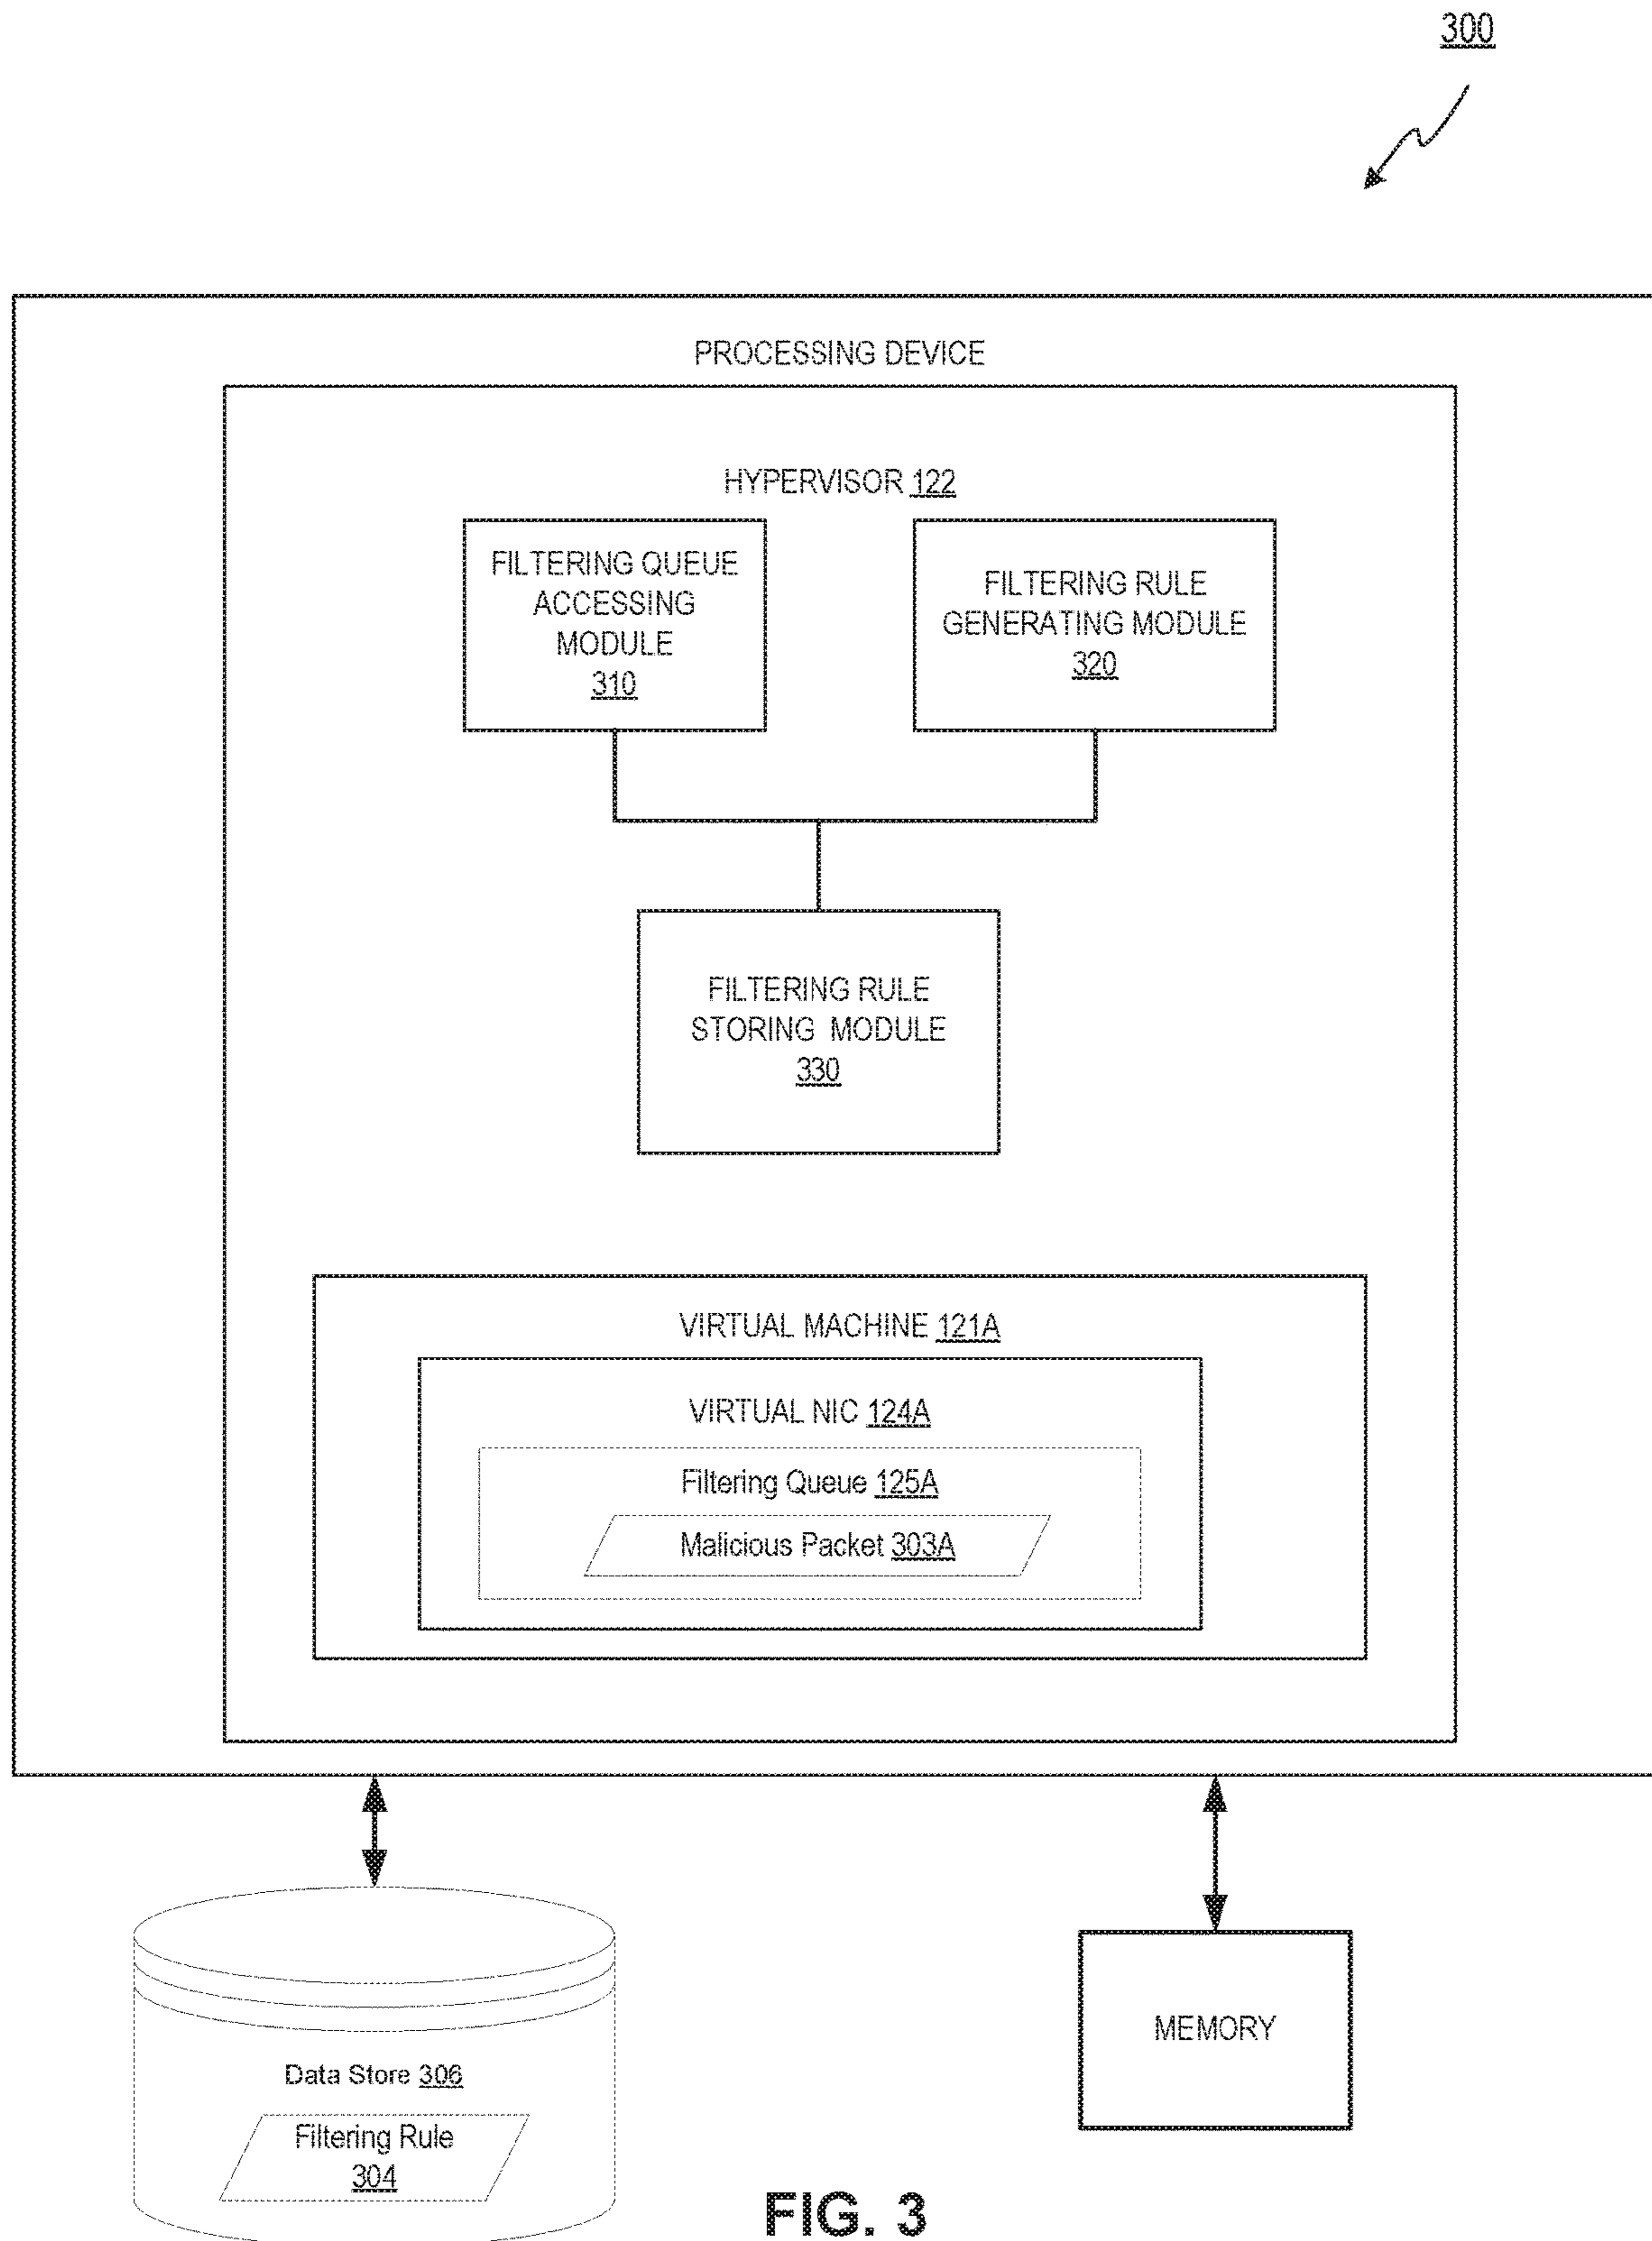 300
PROCESSING DEVICE
HYPERVISOR 122
FILTERING QUEUE
ACCESSING
MODULE
310
FILTERING RULE
GENERATING MODULE
320
FILTERING RULE
STORING MODULE
330
VIRTUAL MACHINE 121A
VIRTUAL NIC 124A
Filtering Queue 125A
Malicious Packet 303A
Data Store 306
Filtering Rule
304
MEMORY
FIG. 3